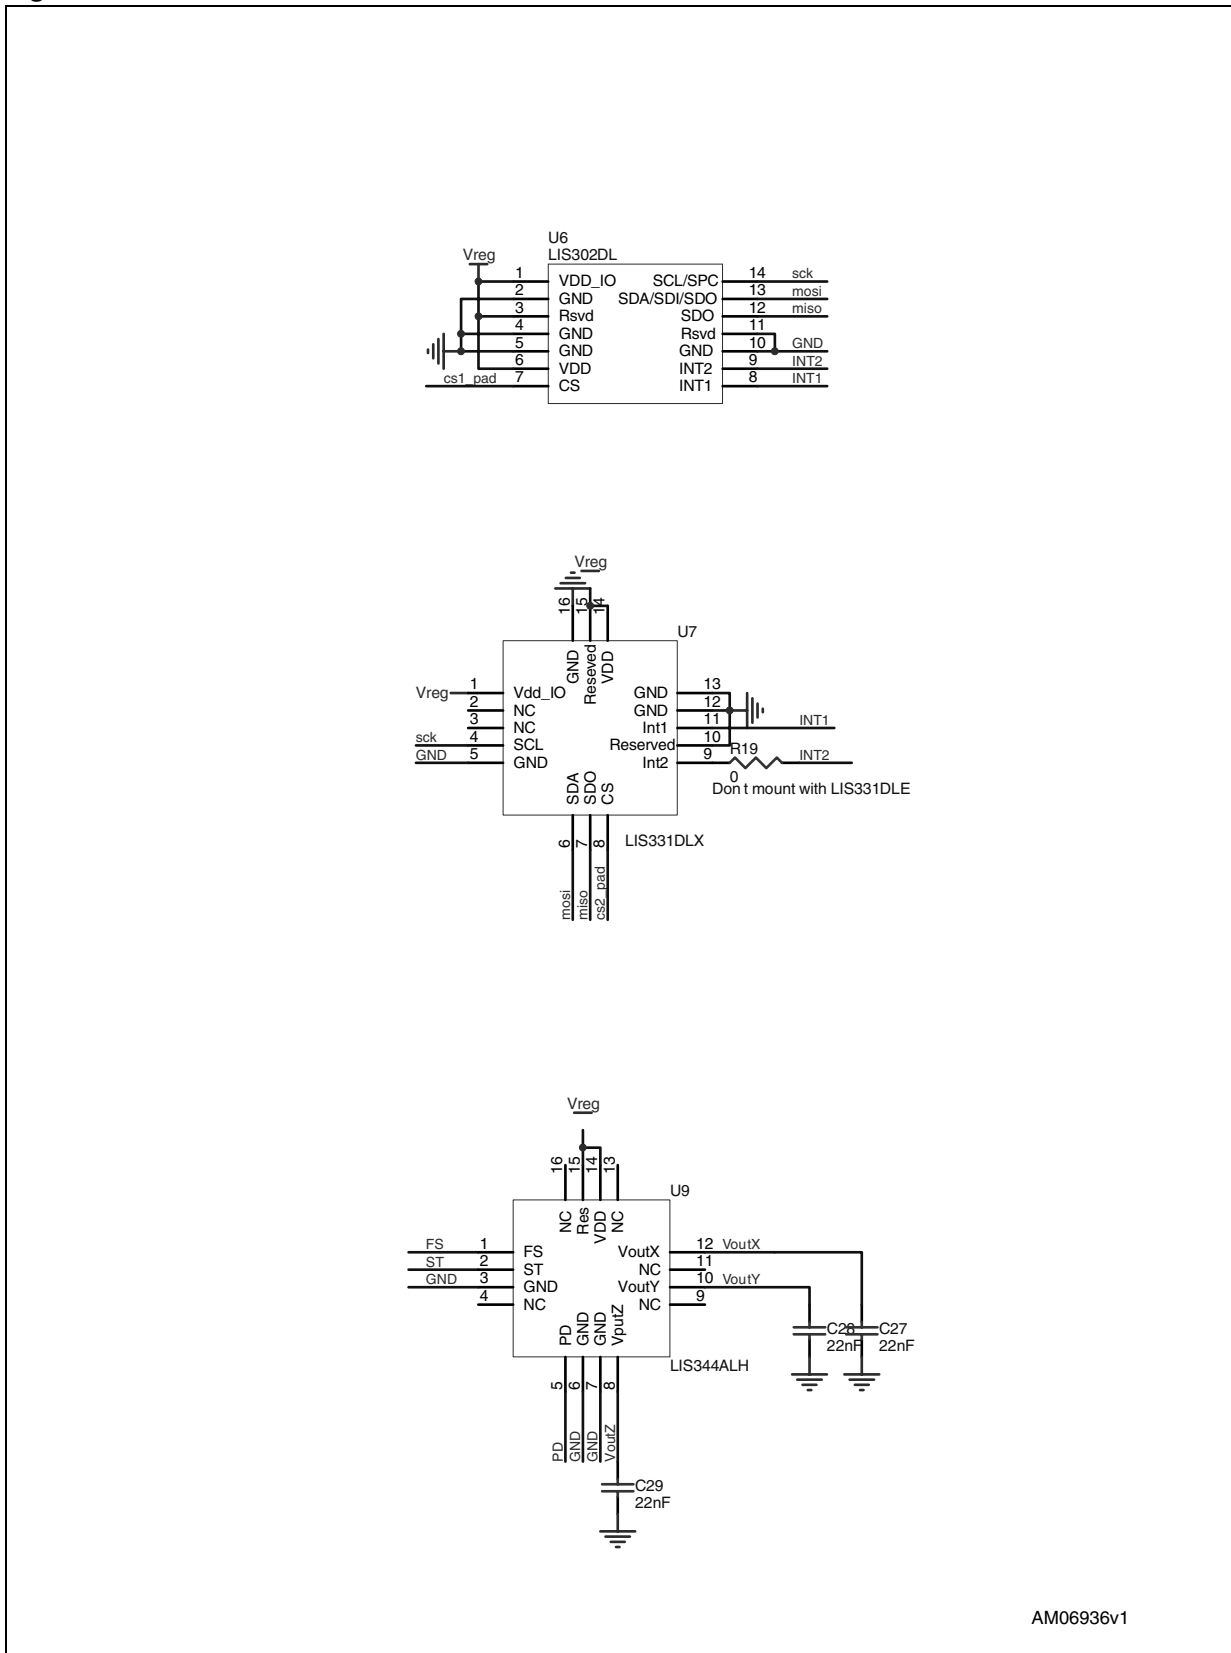 U6
LIS302DL
Vreg
1 VDD_IO SCL/SPC 14 sck
2 GND SDA/SDI/SDO 13 mosi
3 Rsvd SDO 12 miso
4 GND Rsvd 11
5 GND GND 10 GND
6 VDD INT2 9 INT2
cs1_pad 7 CS INT1 8 INT1
Vreg
16 15 14
U7
GND Reseved VDD
Vreg 1 Vdd_IO GND 13
2 NC GND 12
3 NC Int1 11 INT1
sck 4 SCL Reserved 10
GND 5 GND Int2 9 R19 INT2
0
Don t mount with LIS331DLE
SDA SDO CS
6 7 8
LIS331DLX
mosi miso cs2_pad
Vreg
16 15 14 13
U9
NC Res VDD NC
FS 1 FS VoutX 12 VoutX
ST 2 ST NC 11
GND 3 GND VoutY 10 VoutY
4 NC NC 9
PD GND GND VputZ
C28 C27
22nF 22nF
LIS344ALH
5 6 7 8
PD GND GND VoutZ
C29
22nF
AM06936v1